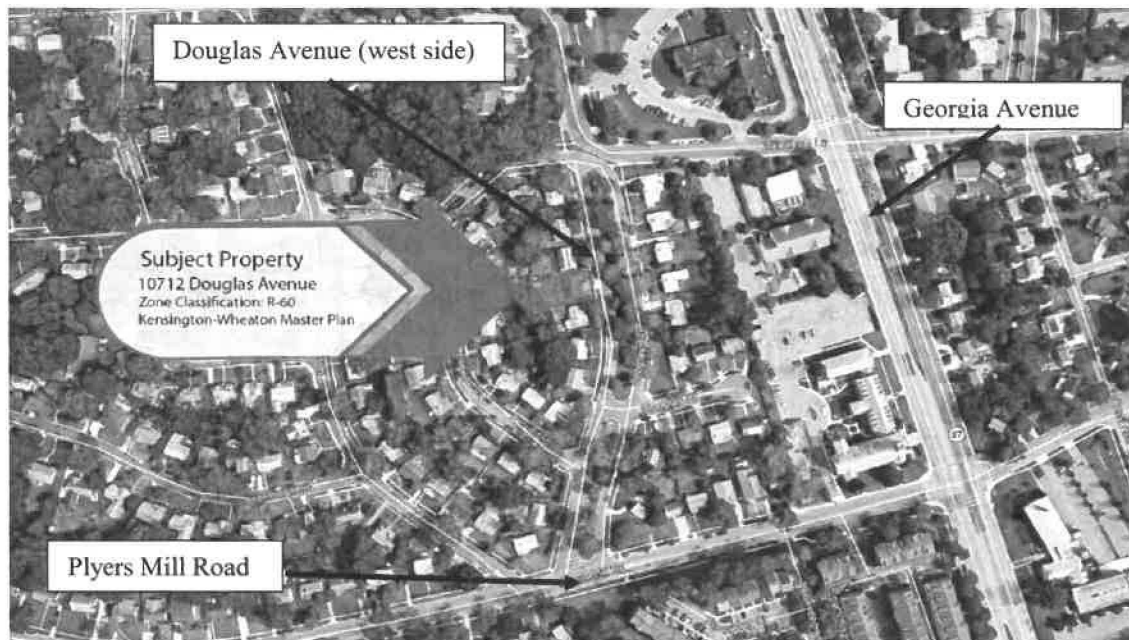 Douglas Avenue (west side)
Georgia Avenue
Subject Property
10712 Douglas Avenue
Zone Classification: R-60
Kensington-Wheaton Master Plan
Plyers Mill Road